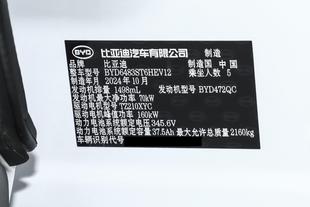 BYD 比亚迪汽车有限公司 制造
品牌 比亚迪 制造国 中国
整车型号 BYD6483ST6HEV12 乘坐人数 5
制造年月 2024年10月
发动机排量 1498mL 发动机型号 BYD472QC
发动机最大净功率 70kW
驱动电机型号 TZ210XYC
驱动电机峰值功率 160kW
动力电池系统额定电压 345.6V
动力电池系统额定容量 37.5Ah 最大允许总质量 2160kg
车辆识别代号